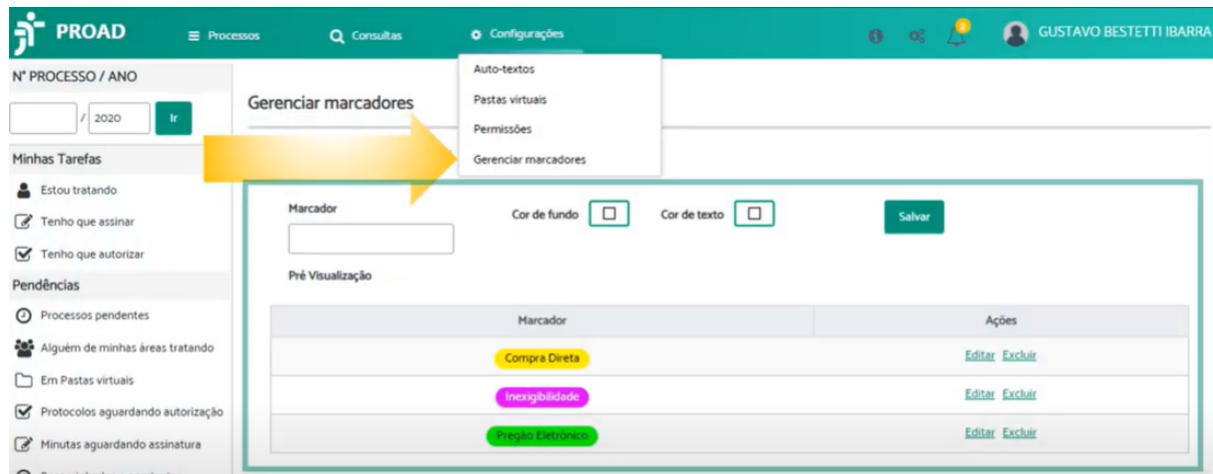 PROAD
Processos
Consultas
Configurações
GUSTAVO BESTETTI IBARRA
Auto-textos
Pastas virtuais
Permissões
Gerenciar marcadores
N° PROCESSO / ANO
/ 2020 Ir
Minhas Tarefas
Estou tratando
Tenho que assinar
Tenho que autorizar
Pendências
Processos pendentes
Alguém de minhas áreas tratando
Em Pastas virtuais
Protocolos aguardando autorização
Minutas aguardando assinatura
Gerenciar marcadores
Marcador
Cor de fundo
Cor de texto
Salvar
Pré Visualização
Marcador Ações
Compra Direta Editar Excluir
Inexigibilidade Editar Excluir
Pregão Eletrônico Editar Excluir